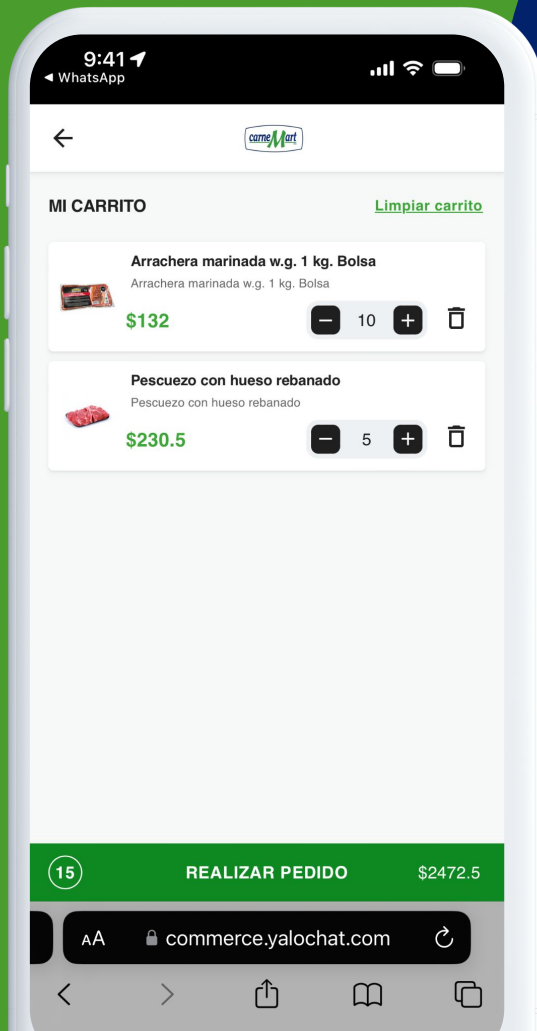 9:41
WhatsApp
carneMart
MI CARRITO
Limpiar carrito
Arrachera marinada w.g. 1 kg. Bolsa
Arrachera marinada w.g. 1 kg. Bolsa
$132
10
Pescuezo con hueso rebanado
Pescuezo con hueso rebanado
$230.5
5
15 REALIZAR PEDIDO $2472.5
AA commerce.yalochat.com